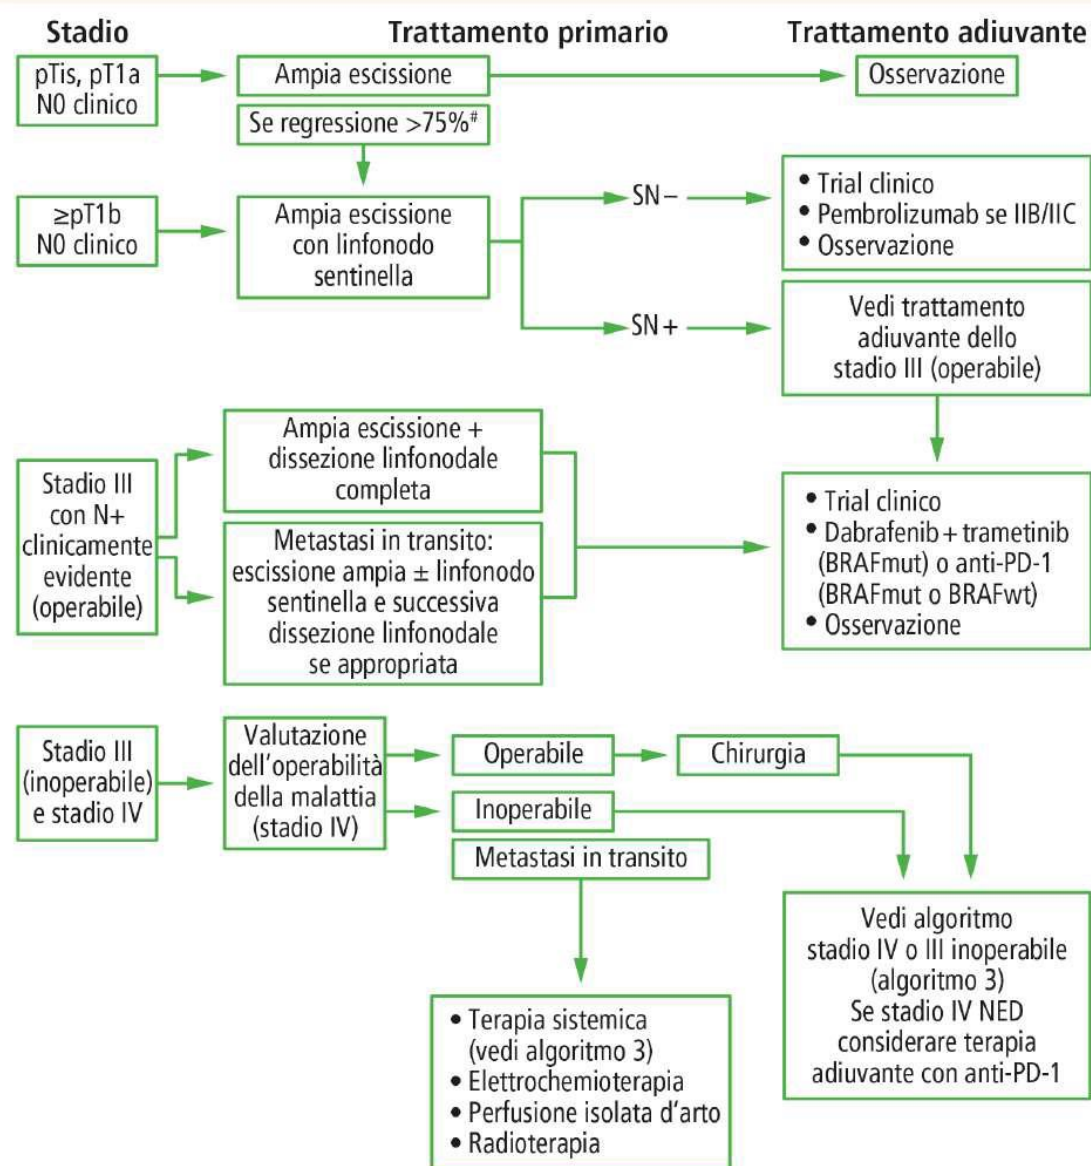 Stadio
Trattamento primario
Trattamento adiuvante
pTis, pT1a
N0 clinico
Ampia escissione
Osservazione
Se regressione >75%#
≥pT1b
N0 clinico
Ampia escissione
con linfonodo
sentinella
SN−
• Trial clinico
• Pembrolizumab se IIB/IIC
• Osservazione
SN+
Vedi trattamento
adiuvante dello
stadio III (operabile)
Stadio III
con N+
clinicamente
evidente
(operabile)
Ampia escissione +
dissezione linfonodale
completa
Metastasi in transito:
escissione ampia ± linfonodo
sentinella e successiva
dissezione linfonodale
se appropriata
• Trial clinico
• Dabrafenib + trametinib
(BRAFmut) o anti-PD-1
(BRAFmut o BRAFwt)
• Osservazione
Stadio III
(inoperabile)
e stadio IV
Valutazione
dell'operabilità
della malattia
(stadio IV)
Operabile
Chirurgia
Inoperabile
Metastasi in transito
• Terapia sistemica
(vedi algoritmo 3)
• Elettrochemioterapia
• Perfusione isolata d'arto
• Radioterapia
Vedi algoritmo
stadio IV o III inoperabile
(algoritmo 3)
Se stadio IV NED
considerare terapia
adiuvante con anti-PD-1